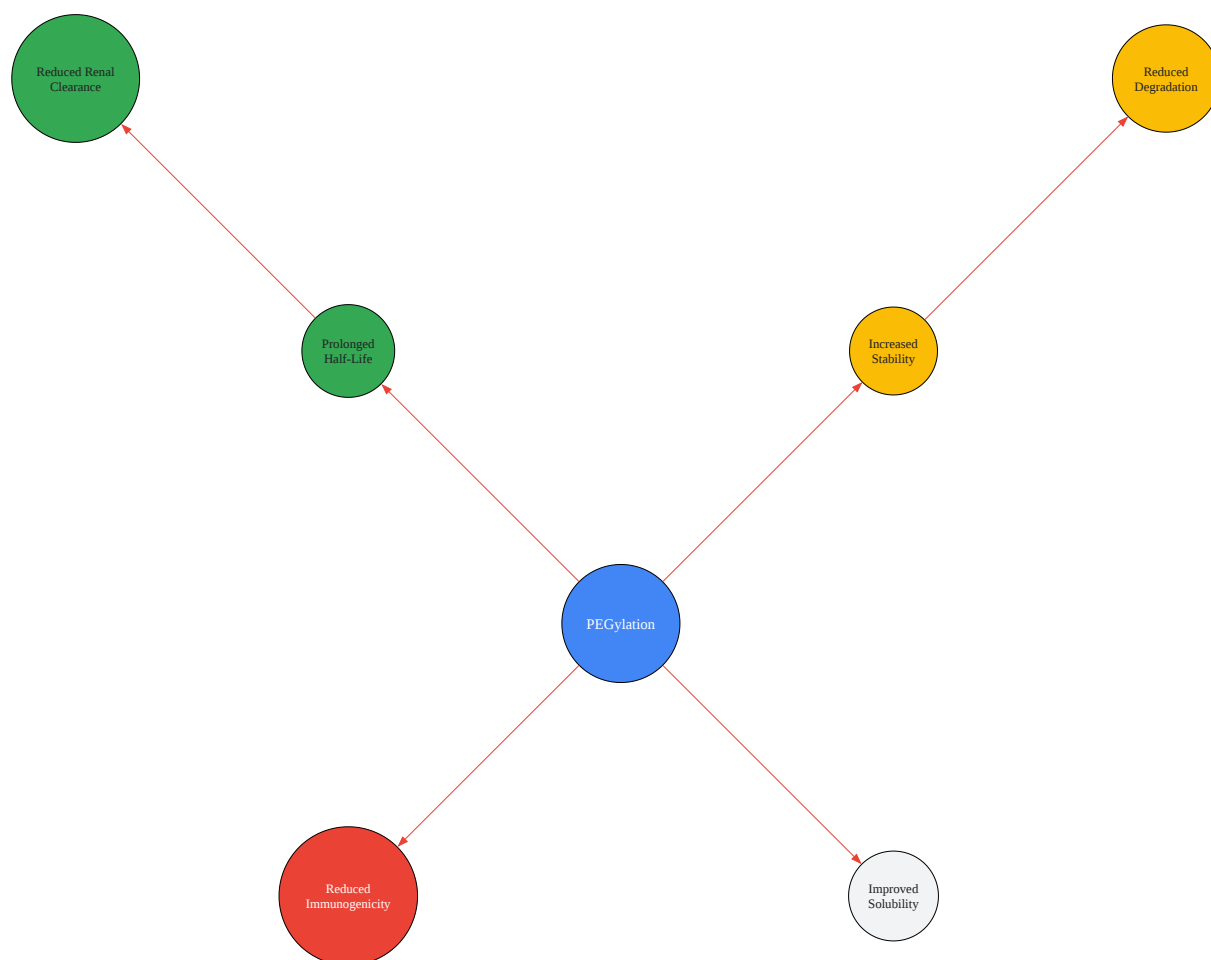 Reduced Renal
Clearance
Reduced
Degradation
Prolonged
Half-Life
Increased
Stability
PEGylation
Reduced
Immunogenicity
Improved
Solubility